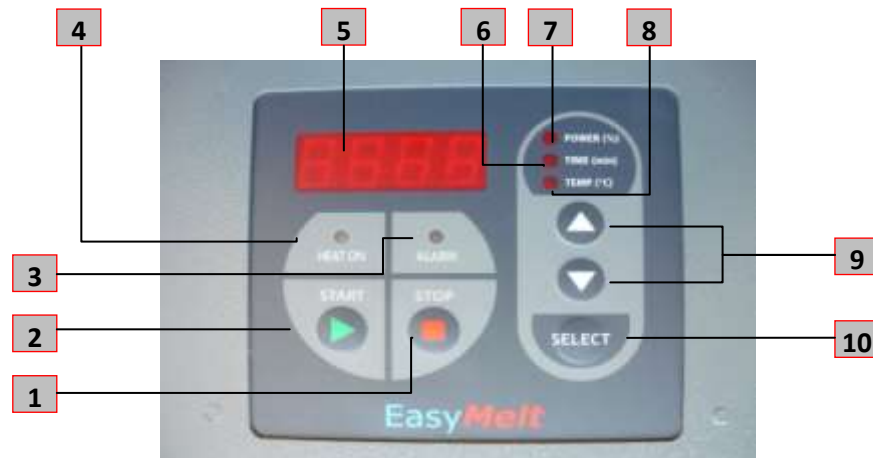 4 5 6 7 8
POWER (%)
TIME (min)
TEMP (°C)
HEAT ON ALARM
3
9
START STOP
2
SELECT
10
1
EasyMelt